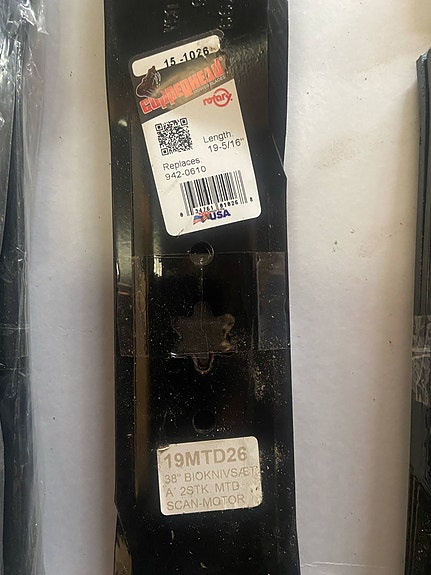 15-1026
COPPERHEAD
rotary
Length:
19-5/16"
Replaces:
942-0610
USA
19MTD26
38" BIOKNIVSÆT
A' 2STK MTD
SCAN-MOTOR